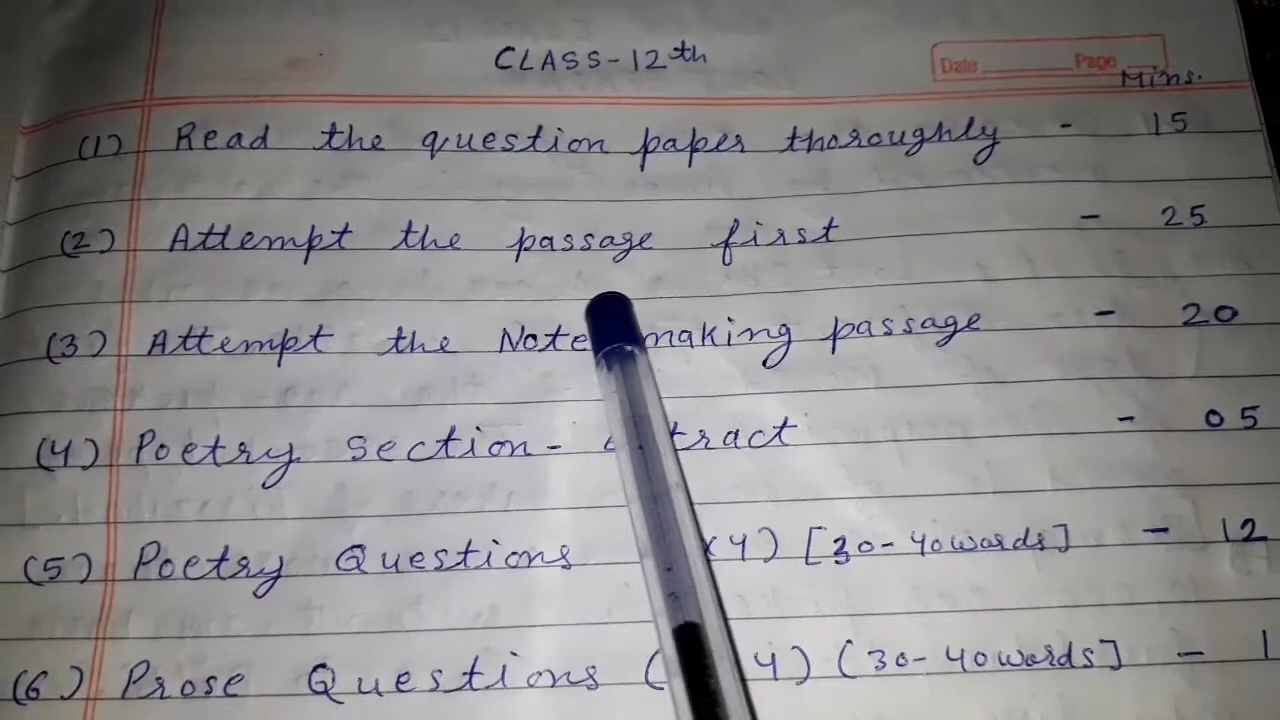 CLASS-12th
Date Page
Mins.
(1) Read the question paper thoroughly - 15
(2) Attempt the passage first - 25
(3) Attempt the Note making passage - 20
(4) Poetry section - - 05
(5) Poetry Questions x4) [30-40words] - 12
(6) Prose Questions ( 4) (30-40words] - 1